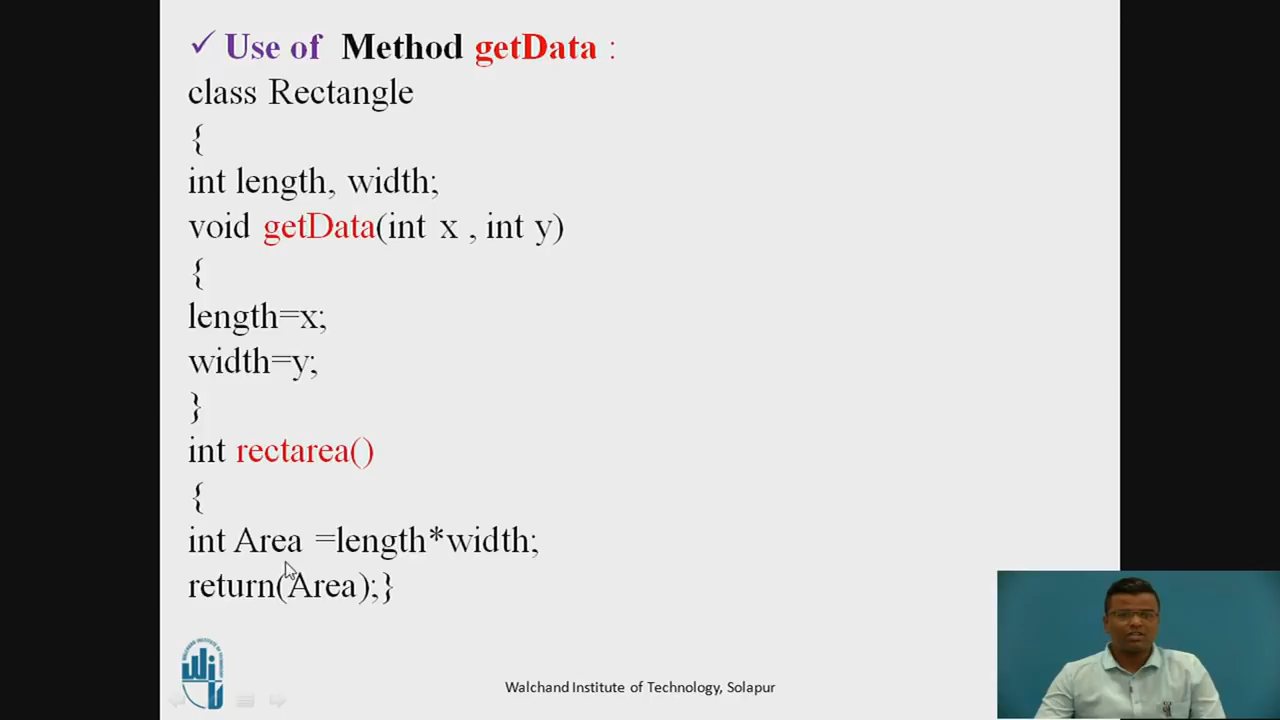 ✓ Use of Method getData :
class Rectangle
{
int length, width;
void getData(int x , int y)
{
length=x;
width=y;
}
int rectarea()
{
int Area =length*width;
return(Area);}
Walchand Institute of Technology, Solapur